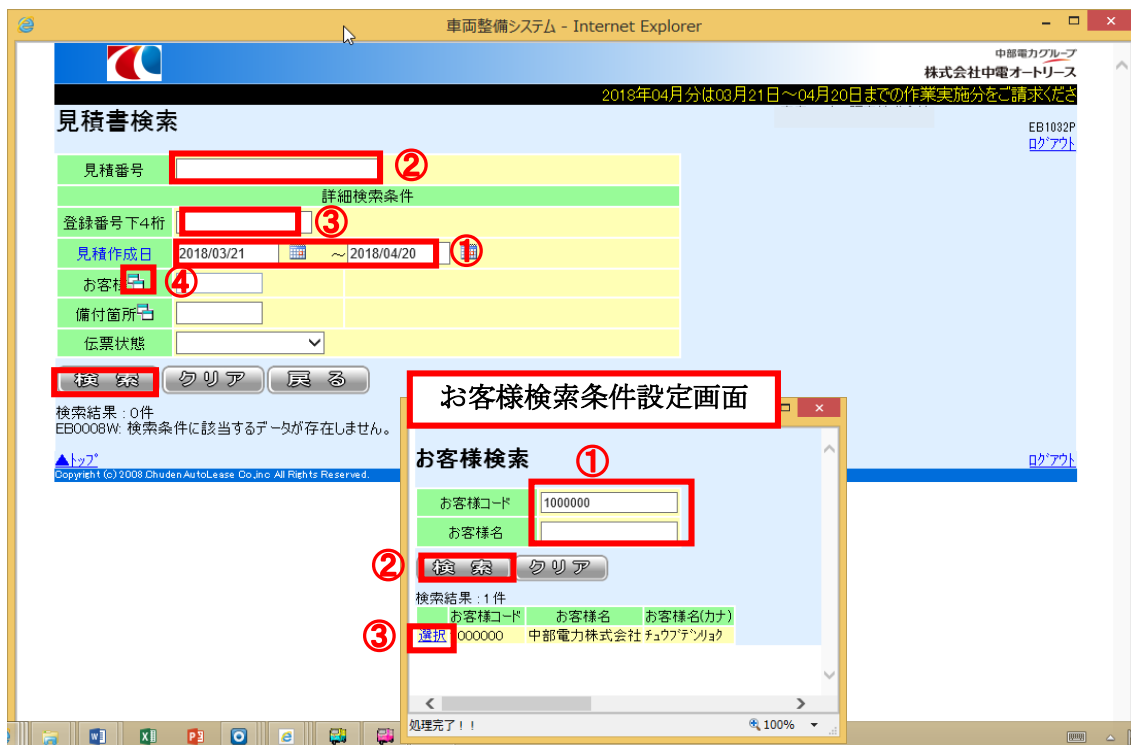 車両整備システム - Internet Explorer
中部電力グループ
株式会社中電オートリース
2018年04月分は03月21日～04月20日までの作業実施分をご請求くださ
見積書検索
EB1032P
ログアウト
見積番号
②
詳細検索条件
登録番号下4桁
③
見積作成日 2018/03/21 ～ 2018/04/20
①
お客様
④
備付箇所
伝票状態
検索 クリア 戻る
検索結果 : 0件
EB0008W: 検索条件に該当するデータが存在しません。
▲トップ
ログアウト
Copyright (c) 2008 Chuden AutoLease Co.,inc All Rights Reserved.
お客様検索条件設定画面
お客様検索
①
お客様コード 1000000
お客様名
② 検索 クリア
検索結果 : 1件
お客様コード お客様名 お客様名(カナ)
③ 選択 1000000 中部電力株式会社 チュウブデンリョク
処理完了！！
100%